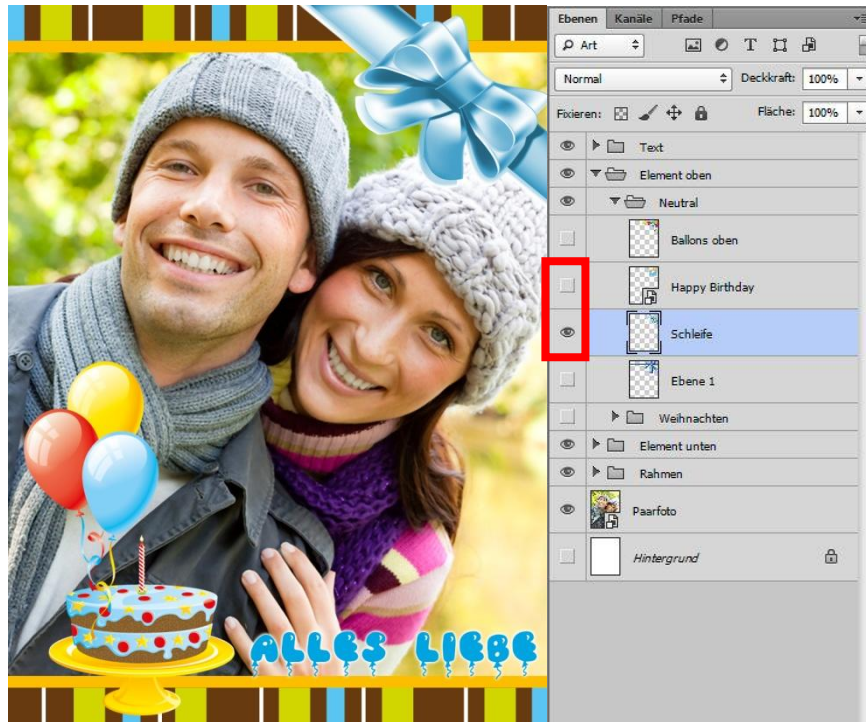 Ebenen Kanäle Pfade
Art
Normal Deckkraft: 100%
Fixieren: Fläche: 100%
Text
Element oben
Neutral
Ballons oben
Happy Birthday
Schleife
Ebene 1
Weihnachten
Element unten
Rahmen
Paarfoto
Hintergrund
ALLES LIEBE